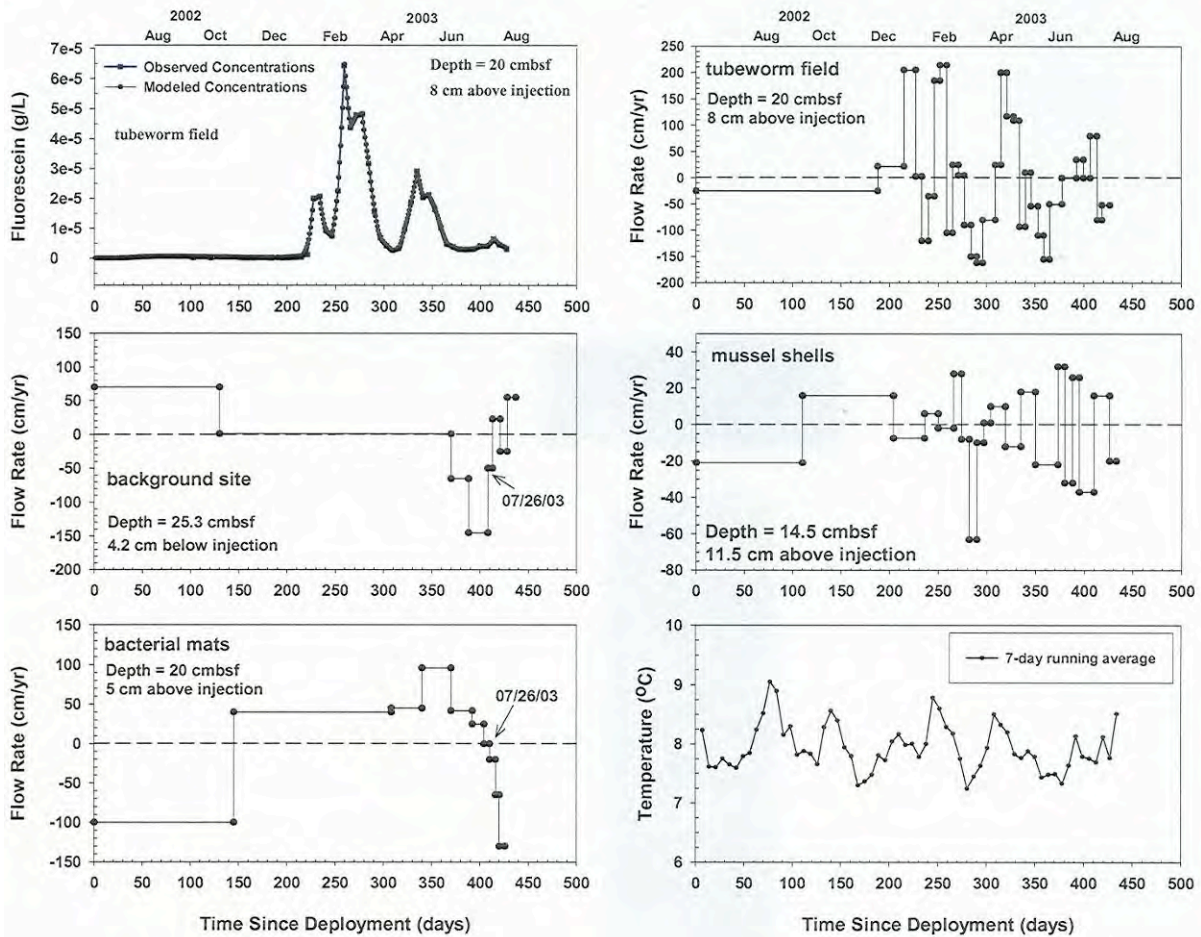 2002 2003
Aug Oct Dec Feb Apr Jun Aug
7e-5
6e-5
5e-5
4e-5
3e-5
2e-5
1e-5
0
Fluorescein (g/L)
Observed Concentrations
Modeled Concentrations
Depth = 20 cmbsf
8 cm above injection
tubeworm field
0 50 100 150 200 250 300 350 400 450 500
2002 2003
Aug Oct Dec Feb Apr Jun Aug
250
200
150
100
50
0
-50
-100
-150
-200
Flow Rate (cm/yr)
tubeworm field
Depth = 20 cmbsf
8 cm above injection
0 50 100 150 200 250 300 350 400 450 500
150
100
50
0
-50
-100
-150
-200
Flow Rate (cm/yr)
background site
Depth = 25.3 cmbsf
4.2 cm below injection
07/26/03
0 50 100 150 200 250 300 350 400 450 500
40
20
0
-20
-40
-60
-80
Flow Rate (cm/yr)
mussel shells
Depth = 14.5 cmbsf
11.5 cm above injection
0 50 100 150 200 250 300 350 400 450 500
150
100
50
0
-50
-100
-150
Flow Rate (cm/yr)
bacterial mats
Depth = 20 cmbsf
5 cm above injection
07/26/03
0 50 100 150 200 250 300 350 400 450 500
Time Since Deployment (days)
10
9
8
7
6
Temperature (°C)
7-day running average
0 50 100 150 200 250 300 350 400 450 500
Time Since Deployment (days)